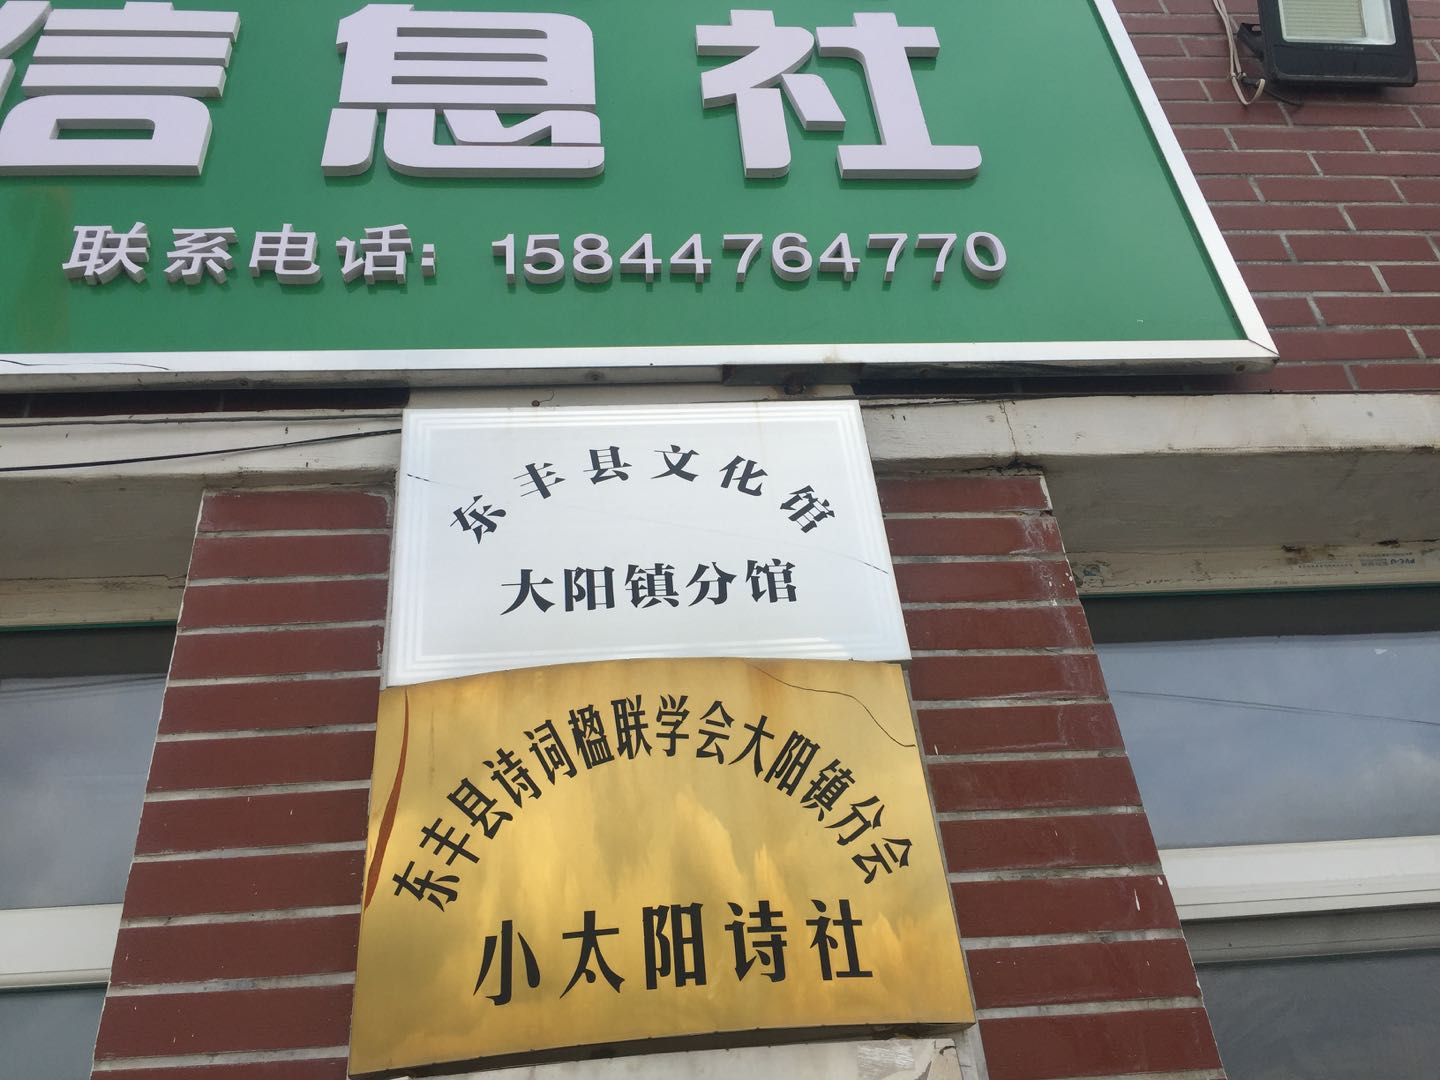 信息社
联系电话：15844764770
东丰县文化馆
大阳镇分馆
东丰县诗词楹联学会大阳镇分会
小太阳诗社